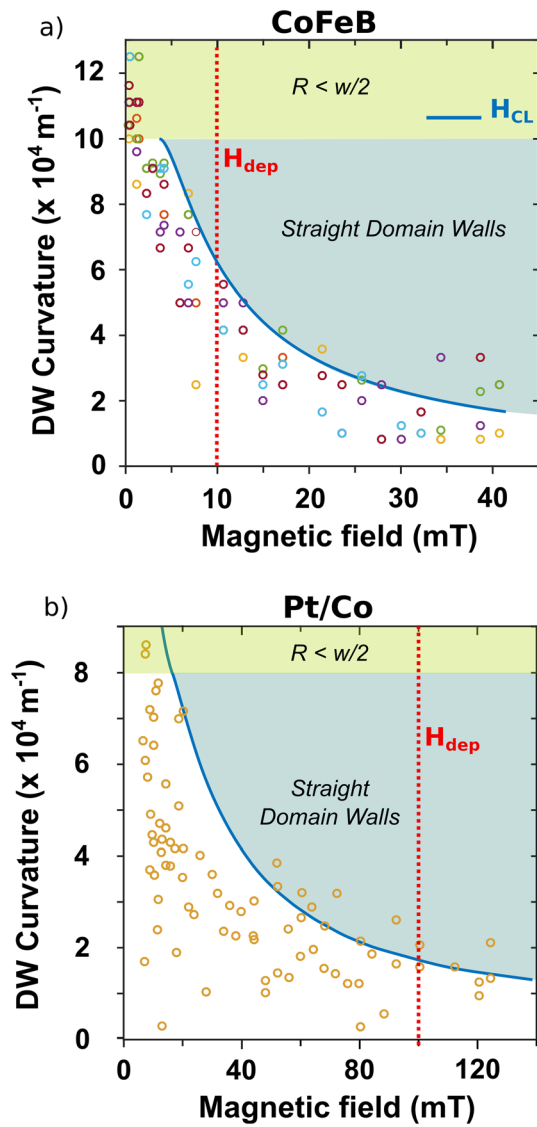 a)
CoFeB
12
10
8
6
4
2
0
DW Curvature (x 10⁴ m⁻¹)
R < w/2
H_CL
H_dep
Straight Domain Walls
0
10
20
30
40
Magnetic field (mT)
b)
Pt/Co
8
6
4
2
0
DW Curvature (x 10⁴ m⁻¹)
R < w/2
H_dep
Straight
Domain Walls
0
40
80
120
Magnetic field (mT)